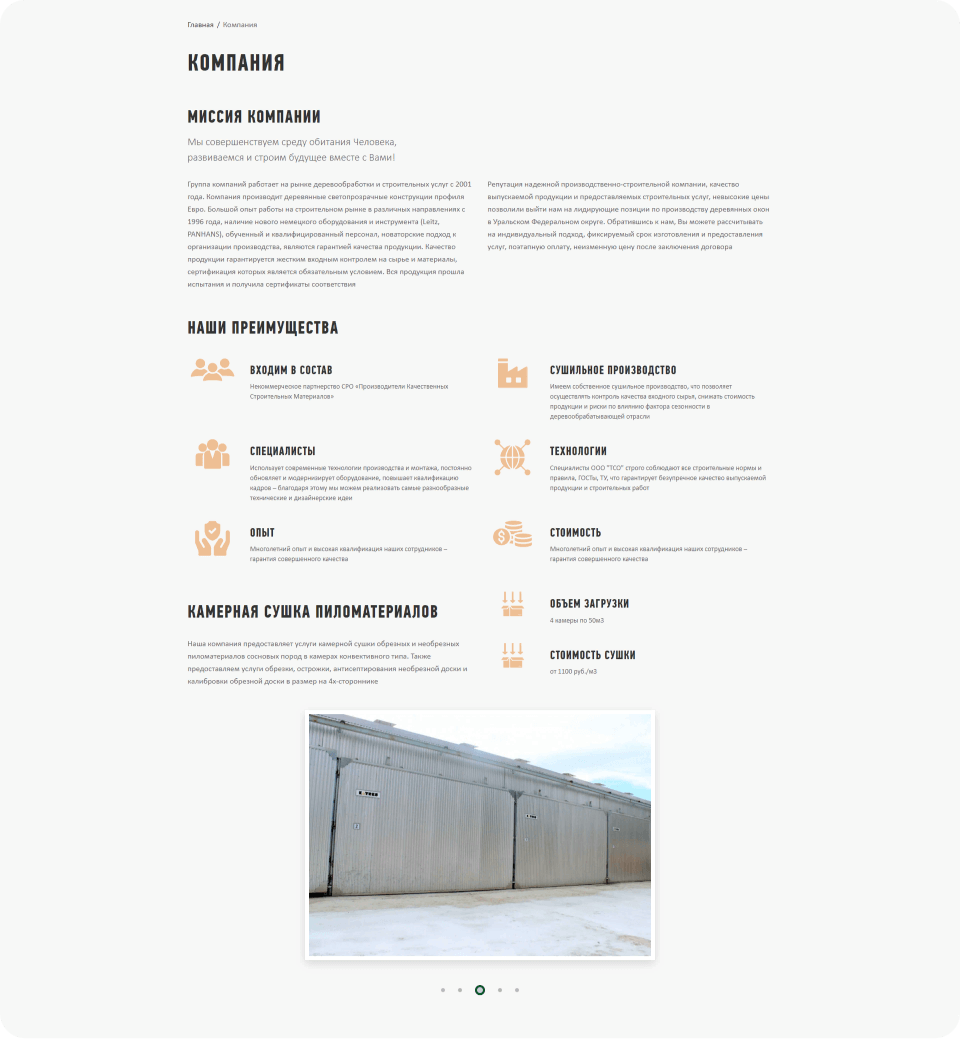 Главная / Компания
КОМПАНИЯ
МИССИЯ КОМПАНИИ
Мы совершенствуем среду обитания Человека,
развиваемся и строим будущее вместе с Вами!
Группа компаний работает на рынке деревообработки и строительных услуг с 2001
года. Компания производит деревянные светопрозрачные конструкции профиля
Евро. Большой опыт работы на строительном рынке в различных направлениях с
1996 года, наличие нового немецкого оборудования и инструмента (Leitz,
PANHANS), обученный и квалифицированный персонал, новаторские подход к
организации производства, являются гарантией качества продукции. Качество
продукции гарантируется жестким входным контролем на сырье и материалы,
сертификация которых является обязательным условием. Вся продукция прошла
испытания и получила сертификаты соответствия
Репутация надежной производственно-строительной компании, качество
выпускаемой продукции и предоставляемых строительных услуг, невысокие цены
позволили выйти нам на лидирующие позиции по производству деревянных окон
в Уральском Федеральном округе. Обратившись к нам, Вы можете рассчитывать
на индивидуальный подход, фиксируемый срок изготовления и предоставления
услуг, поэтапную оплату, неизменную цену после заключения договора
НАШИ ПРЕИМУЩЕСТВА
ВХОДИМ В СОСТАВ
Некоммерческое партнерство СРО «Производители Качественных
Строительных Материалов»
СУШИЛЬНОЕ ПРОИЗВОДСТВО
Имеем собственное сушильное производство, что позволяет
осуществлять контроль качества входного сырья, снижать стоимость
продукции и риски по влиянию фактора сезонности в
деревообрабатывающей отрасли
СПЕЦИАЛИСТЫ
Использует современные технологии производства и монтажа, постоянно
обновляет и модернизирует оборудование, повышает квалификацию
кадров – благодаря этому мы можем реализовать самые разнообразные
технические и дизайнерские идеи
ТЕХНОЛОГИИ
Специалисты ООО "ТСО" строго соблюдают все строительные нормы и
правила, ГОСТы, ТУ, что гарантирует безупречное качество выпускаемой
продукции и строительных работ
ОПЫТ
Многолетний опыт и высокая квалификация наших сотрудников –
гарантия совершенного качества
СТОИМОСТЬ
Многолетний опыт и высокая квалификация наших сотрудников –
гарантия совершенного качества
КАМЕРНАЯ СУШКА ПИЛОМАТЕРИАЛОВ
Наша компания предоставляет услуги камерной сушки обрезных и необрезных
пиломатериалов сосновых пород в камерах конвективного типа. Также
предоставляем услуги обрезки, острожки, антисептирования необрезной доски и
калибровки обрезной доски в размер на 4х-стороннике
ОБЪЕМ ЗАГРУЗКИ
4 камеры по 50м3
СТОИМОСТЬ СУШКИ
от 1100 руб./м3